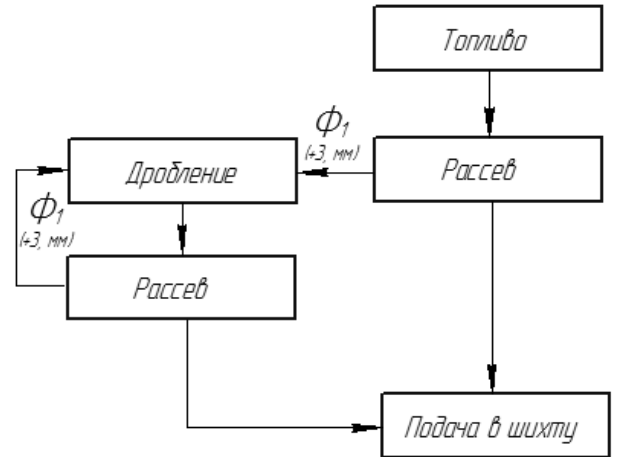 Топливо
Ф₁
(+3, мм)
Рассев
Дробление
Ф₁
(+3, мм)
Рассев
Подача в шихту